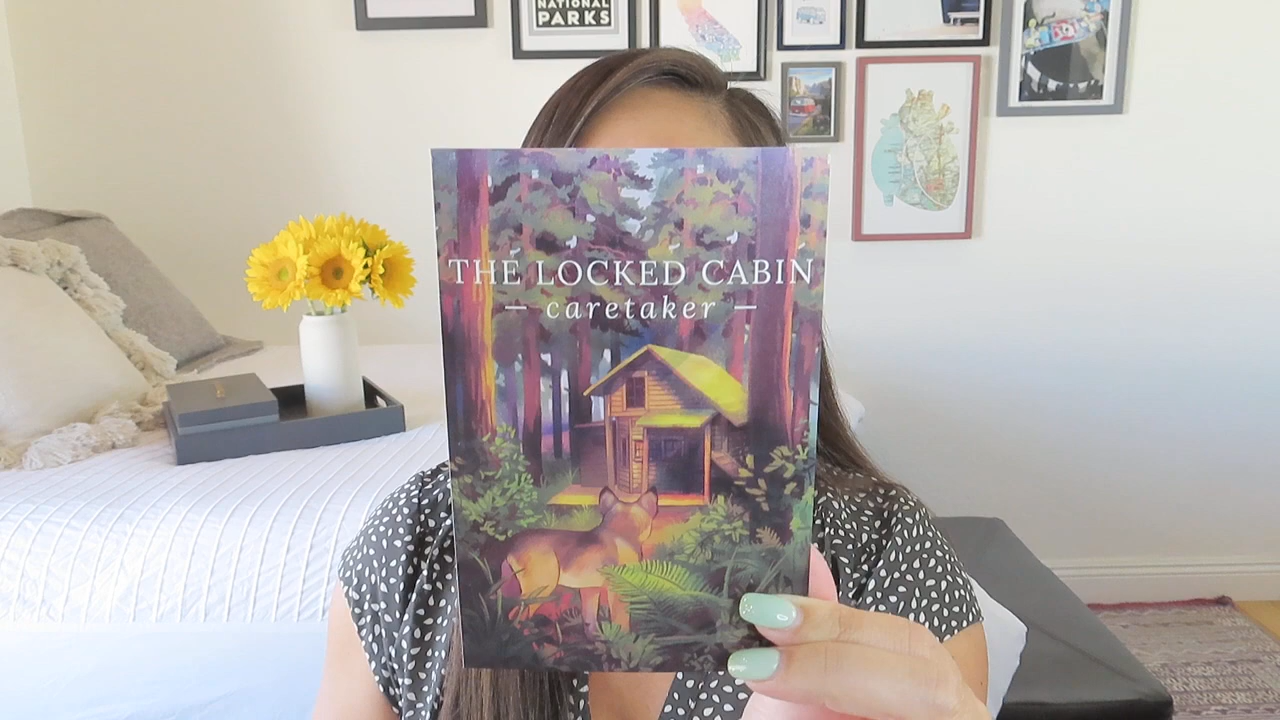 NATIONAL
PARKS
THE LOCKED CABIN
— caretaker —